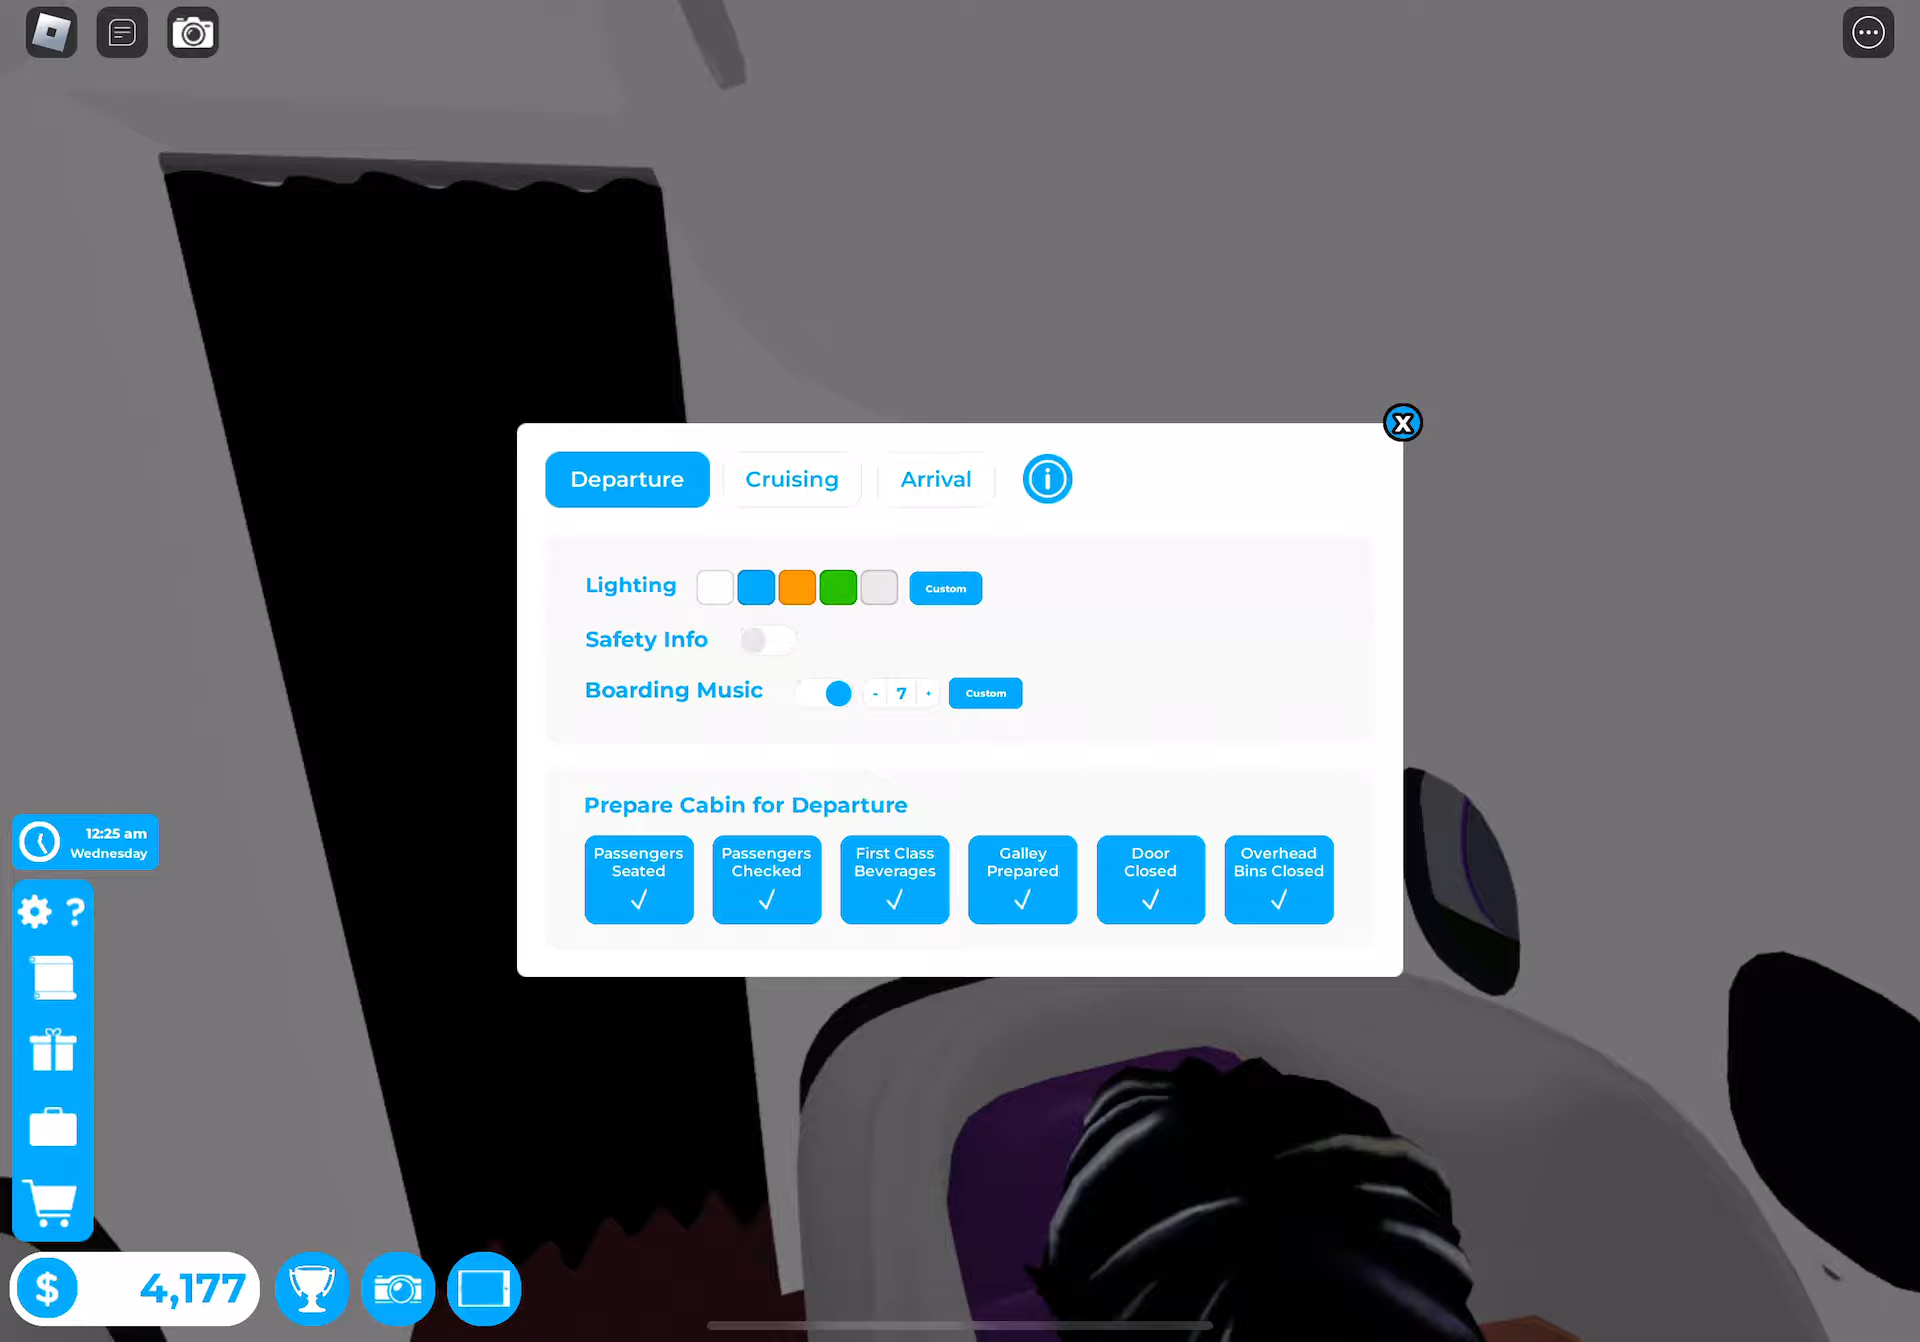 X
Departure
Cruising
Arrival
i
Lighting
Custom
Safety Info
Boarding Music
- 7 +
Custom
Prepare Cabin for Departure
Passengers
Seated
Passengers
Checked
First Class
Beverages
Galley
Prepared
Door
Closed
Overhead
Bins Closed
12:25 am
Wednesday
?
$ 4,177